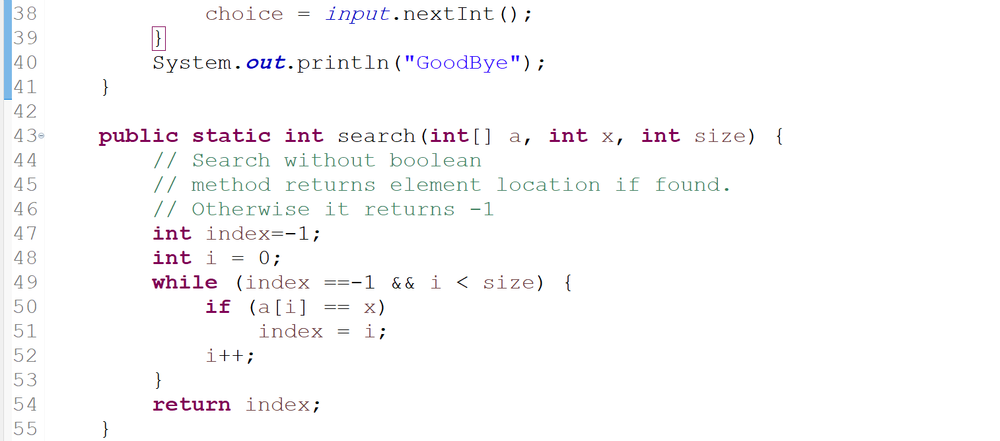 38 choice = input.nextInt();
39 }
40 System.out.println("GoodBye");
41 }
42
43 public static int search(int[] a, int x, int size) {
44 // Search without boolean
45 // method returns element location if found.
46 // Otherwise it returns -1
47 int index=-1;
48 int i = 0;
49 while (index ==-1 && i < size) {
50 if (a[i] == x)
51 index = i;
52 i++;
53 }
54 return index;
55 }